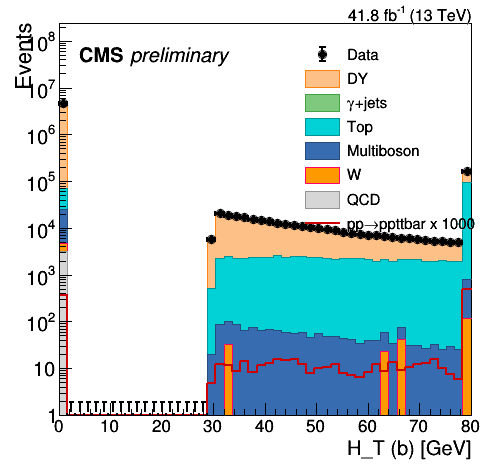 41.8 fb⁻¹ (13 TeV)
Events
CMS preliminary
Data
DY
γ+jets
Top
Multiboson
W
QCD
pp→ppttbar x 1000
10⁸
10⁷
10⁶
10⁵
10⁴
10³
10²
10
1
0 10 20 30 40 50 60 70 80
H_T (b) [GeV]